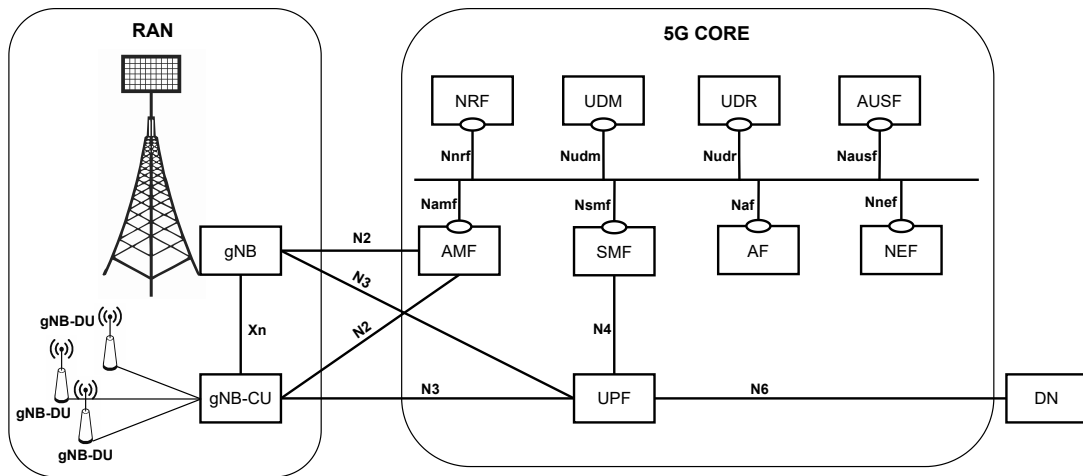 RAN
5G CORE
NRF
UDM
UDR
AUSF
Nnrf
Nudm
Nudr
Nausf
Namf
Nsmf
Naf
Nnef
gNB
N2
AMF
SMF
AF
NEF
N3
gNB-DU
Xn
N2
N4
gNB-DU
gNB-CU
N3
UPF
N6
DN
gNB-DU